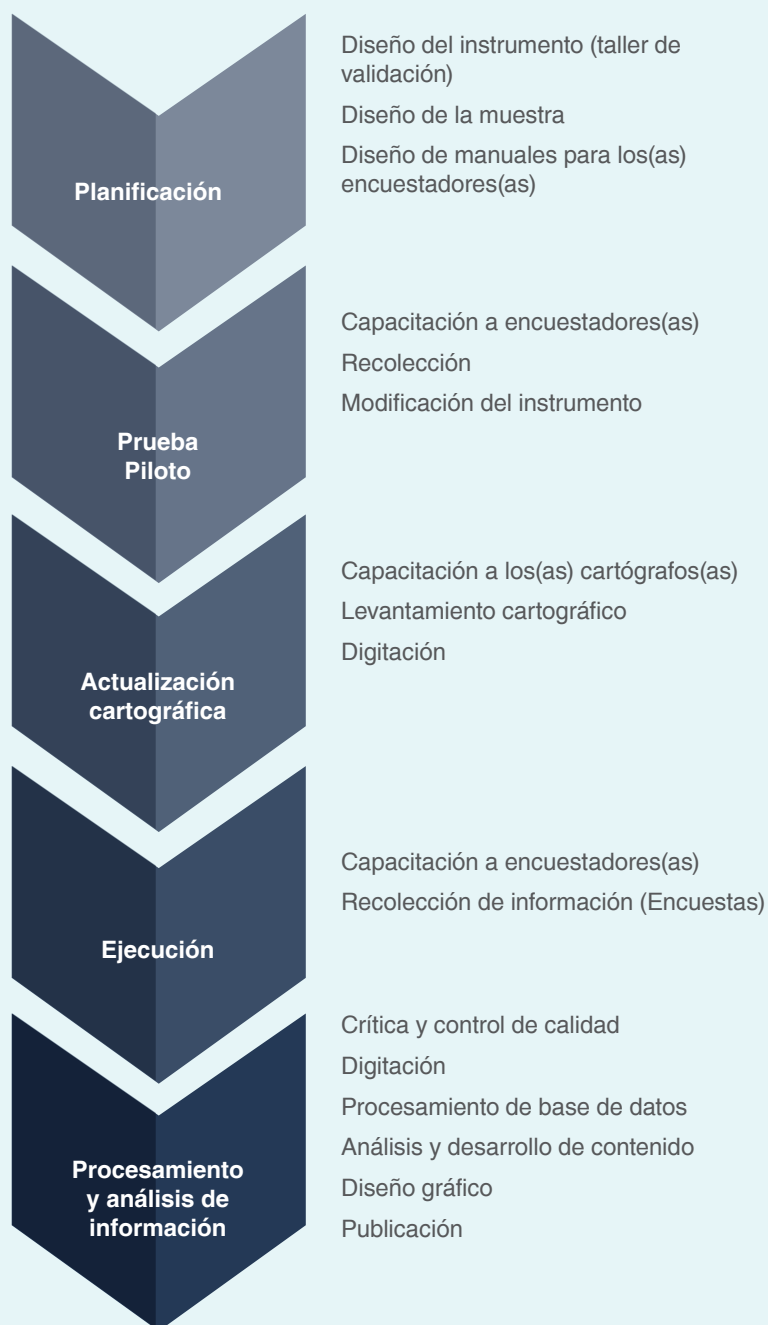 Planificación
Diseño del instrumento (taller de
validación)
Diseño de la muestra
Diseño de manuales para los(as)
encuestadores(as)
Prueba
Piloto
Capacitación a encuestadores(as)
Recolección
Modificación del instrumento
Actualización
cartográfica
Capacitación a los(as) cartógrafos(as)
Levantamiento cartográfico
Digitación
Ejecución
Capacitación a encuestadores(as)
Recolección de información (Encuestas)
Procesamiento
y análisis de
información
Crítica y control de calidad
Digitación
Procesamiento de base de datos
Análisis y desarrollo de contenido
Diseño gráfico
Publicación